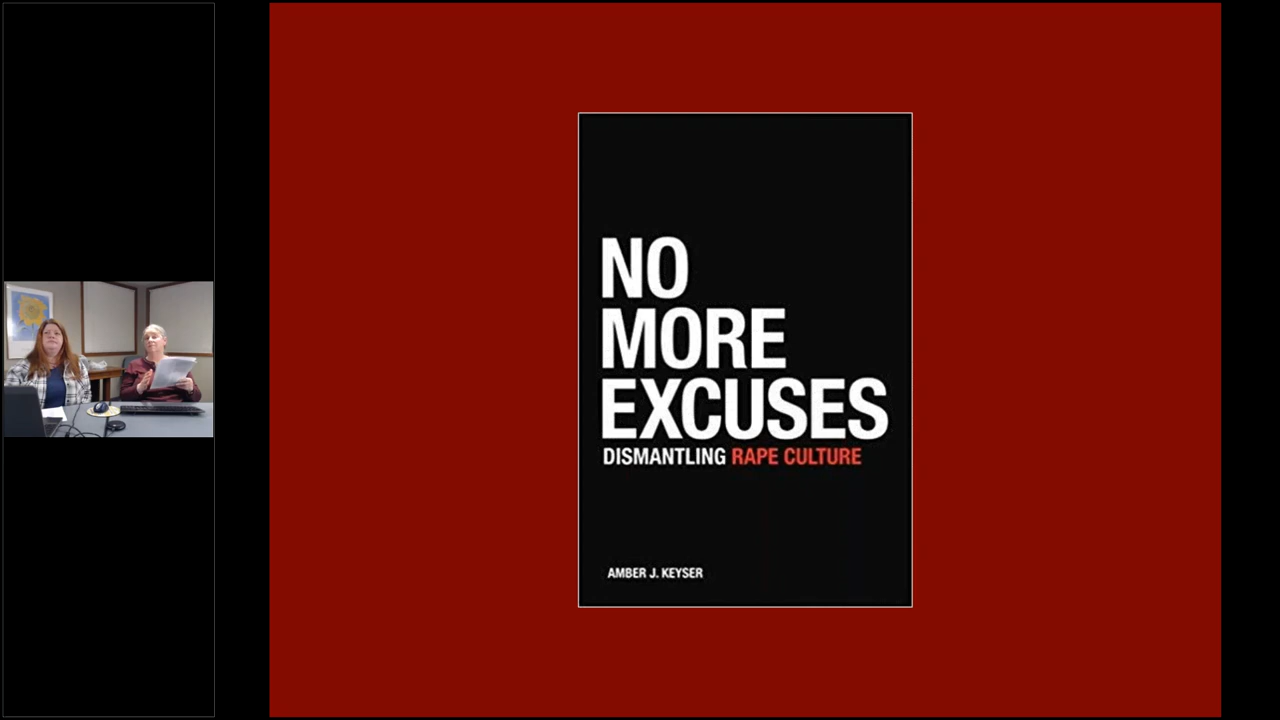 NO
MORE
EXCUSES
DISMANTLING RAPE CULTURE
AMBER J. KEYSER